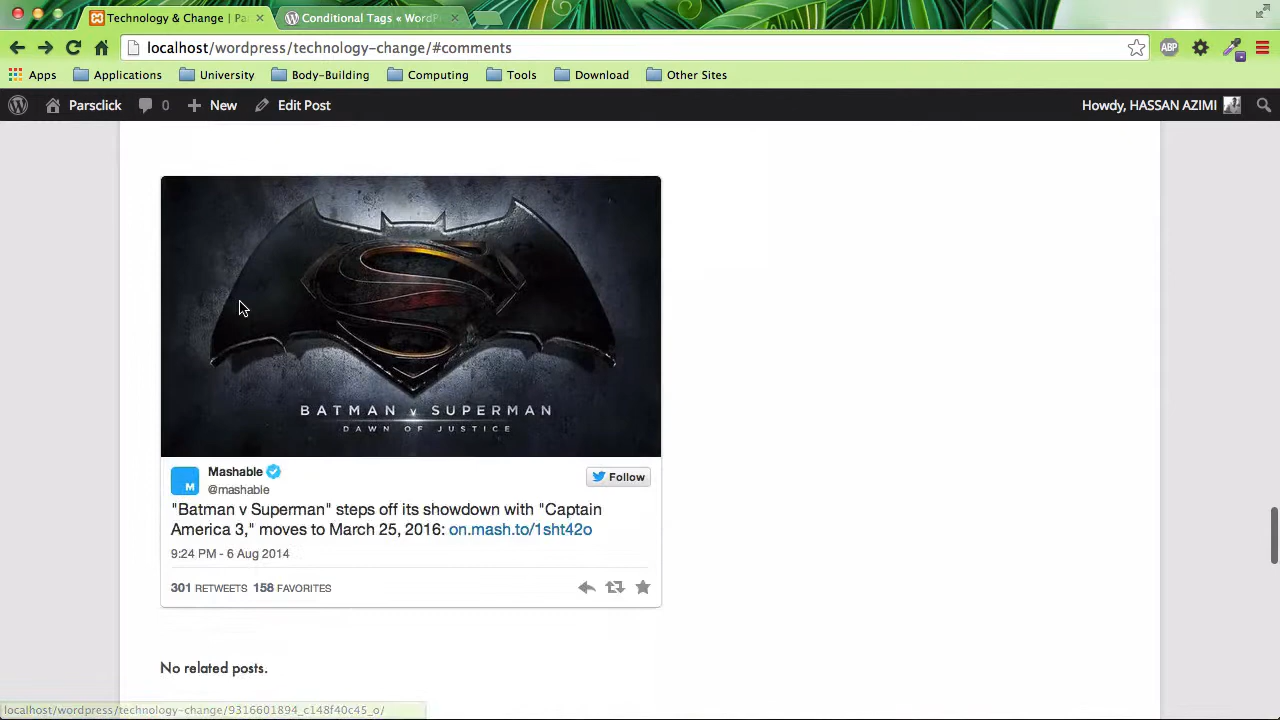 Technology & Change | Par
Conditional Tags « WordPr
localhost/wordpress/technology-change/#comments
ABP
Apps
Applications
University
Body-Building
Computing
Tools
Download
Other Sites
Parsclick
0
New
Edit Post
Howdy, HASSAN AZIMI
BATMAN v SUPERMAN
DAWN OF JUSTICE
M
Mashable
@mashable
Follow
"Batman v Superman" steps off its showdown with "Captain
America 3," moves to March 25, 2016: on.mash.to/1sht42o
9:24 PM - 6 Aug 2014
301 RETWEETS 158 FAVORITES
No related posts.
localhost/wordpress/technology-change/9316601894_c148f40c45_o/